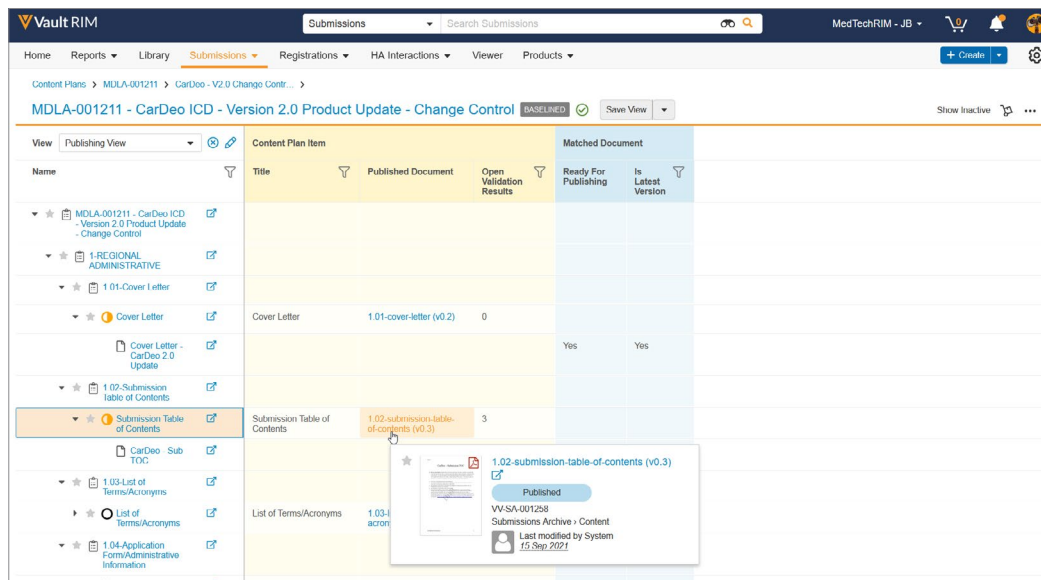 Vault RIM
Submissions
Search Submissions
MedTechRIM - JB
0
Home
Reports
Library
Submissions
Registrations
HA Interactions
Viewer
Products
+ Create
Content Plans > MDLA-001211 > CarDeo - V2.0 Change Contr... >
MDLA-001211 - CarDeo ICD - Version 2.0 Product Update - Change Control
BASELINED
Save View
Show Inactive
View
Publishing View
Content Plan Item
Matched Document
Name
Title
Published Document
Open
Validation
Results
Ready For
Publishing
Is
Latest
Version
MDLA-001211 - CarDeo ICD
- Version 2.0 Product Update
- Change Control
1-REGIONAL
ADMINISTRATIVE
1.01-Cover Letter
Cover Letter
Cover Letter
1.01-cover-letter (v0.2)
0
Cover Letter -
CarDeo 2.0
Update
Yes
Yes
1.02-Submission
Table of Contents
Submission Table
of Contents
Submission Table of
Contents
1.02-submission-table-
of-contents (v0.3)
3
CarDeo - Sub
TOC
1.02-submission-table-of-contents (v0.3)
Published
VV-SA-001258
Submissions Archive › Content
Last modified by System
15 Sep 2021
1.03-List of
Terms/Acronyms
List of
Terms/Acronyms
List of Terms/Acronyms
1.03-l
acron
1.04-Application
Form/Administrative
Information